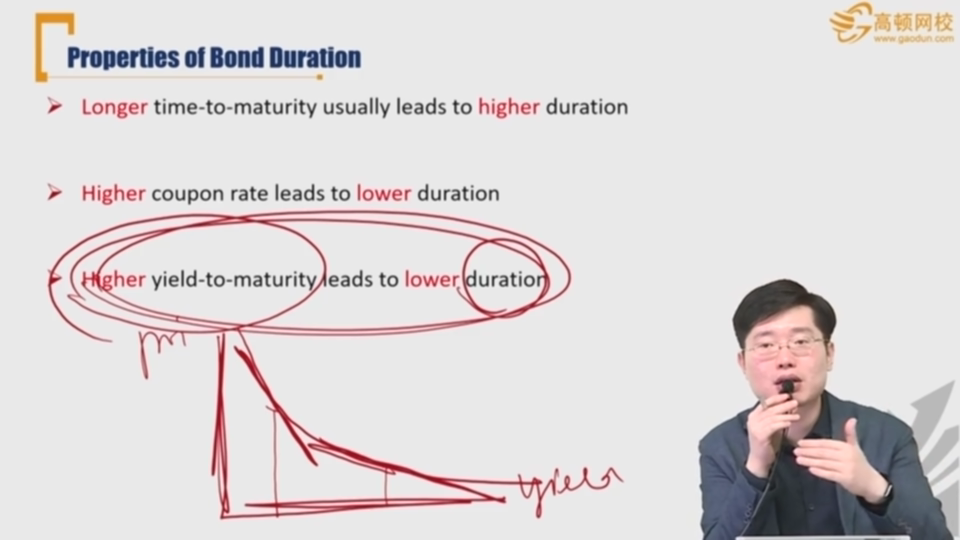 高顿网校
www.gaodun.com
Properties of Bond Duration
Longer time-to-maturity usually leads to higher duration
Higher coupon rate leads to lower duration
Higher yield-to-maturity leads to lower duration
yield